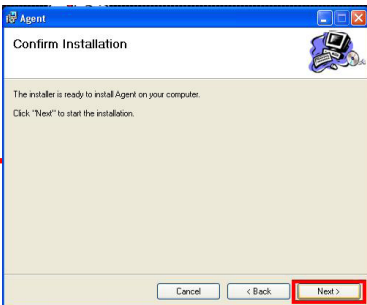 Agent
Confirm Installation
The installer is ready to install Agent on your computer.
Click "Next" to start the installation.
Cancel
< Back
Next >